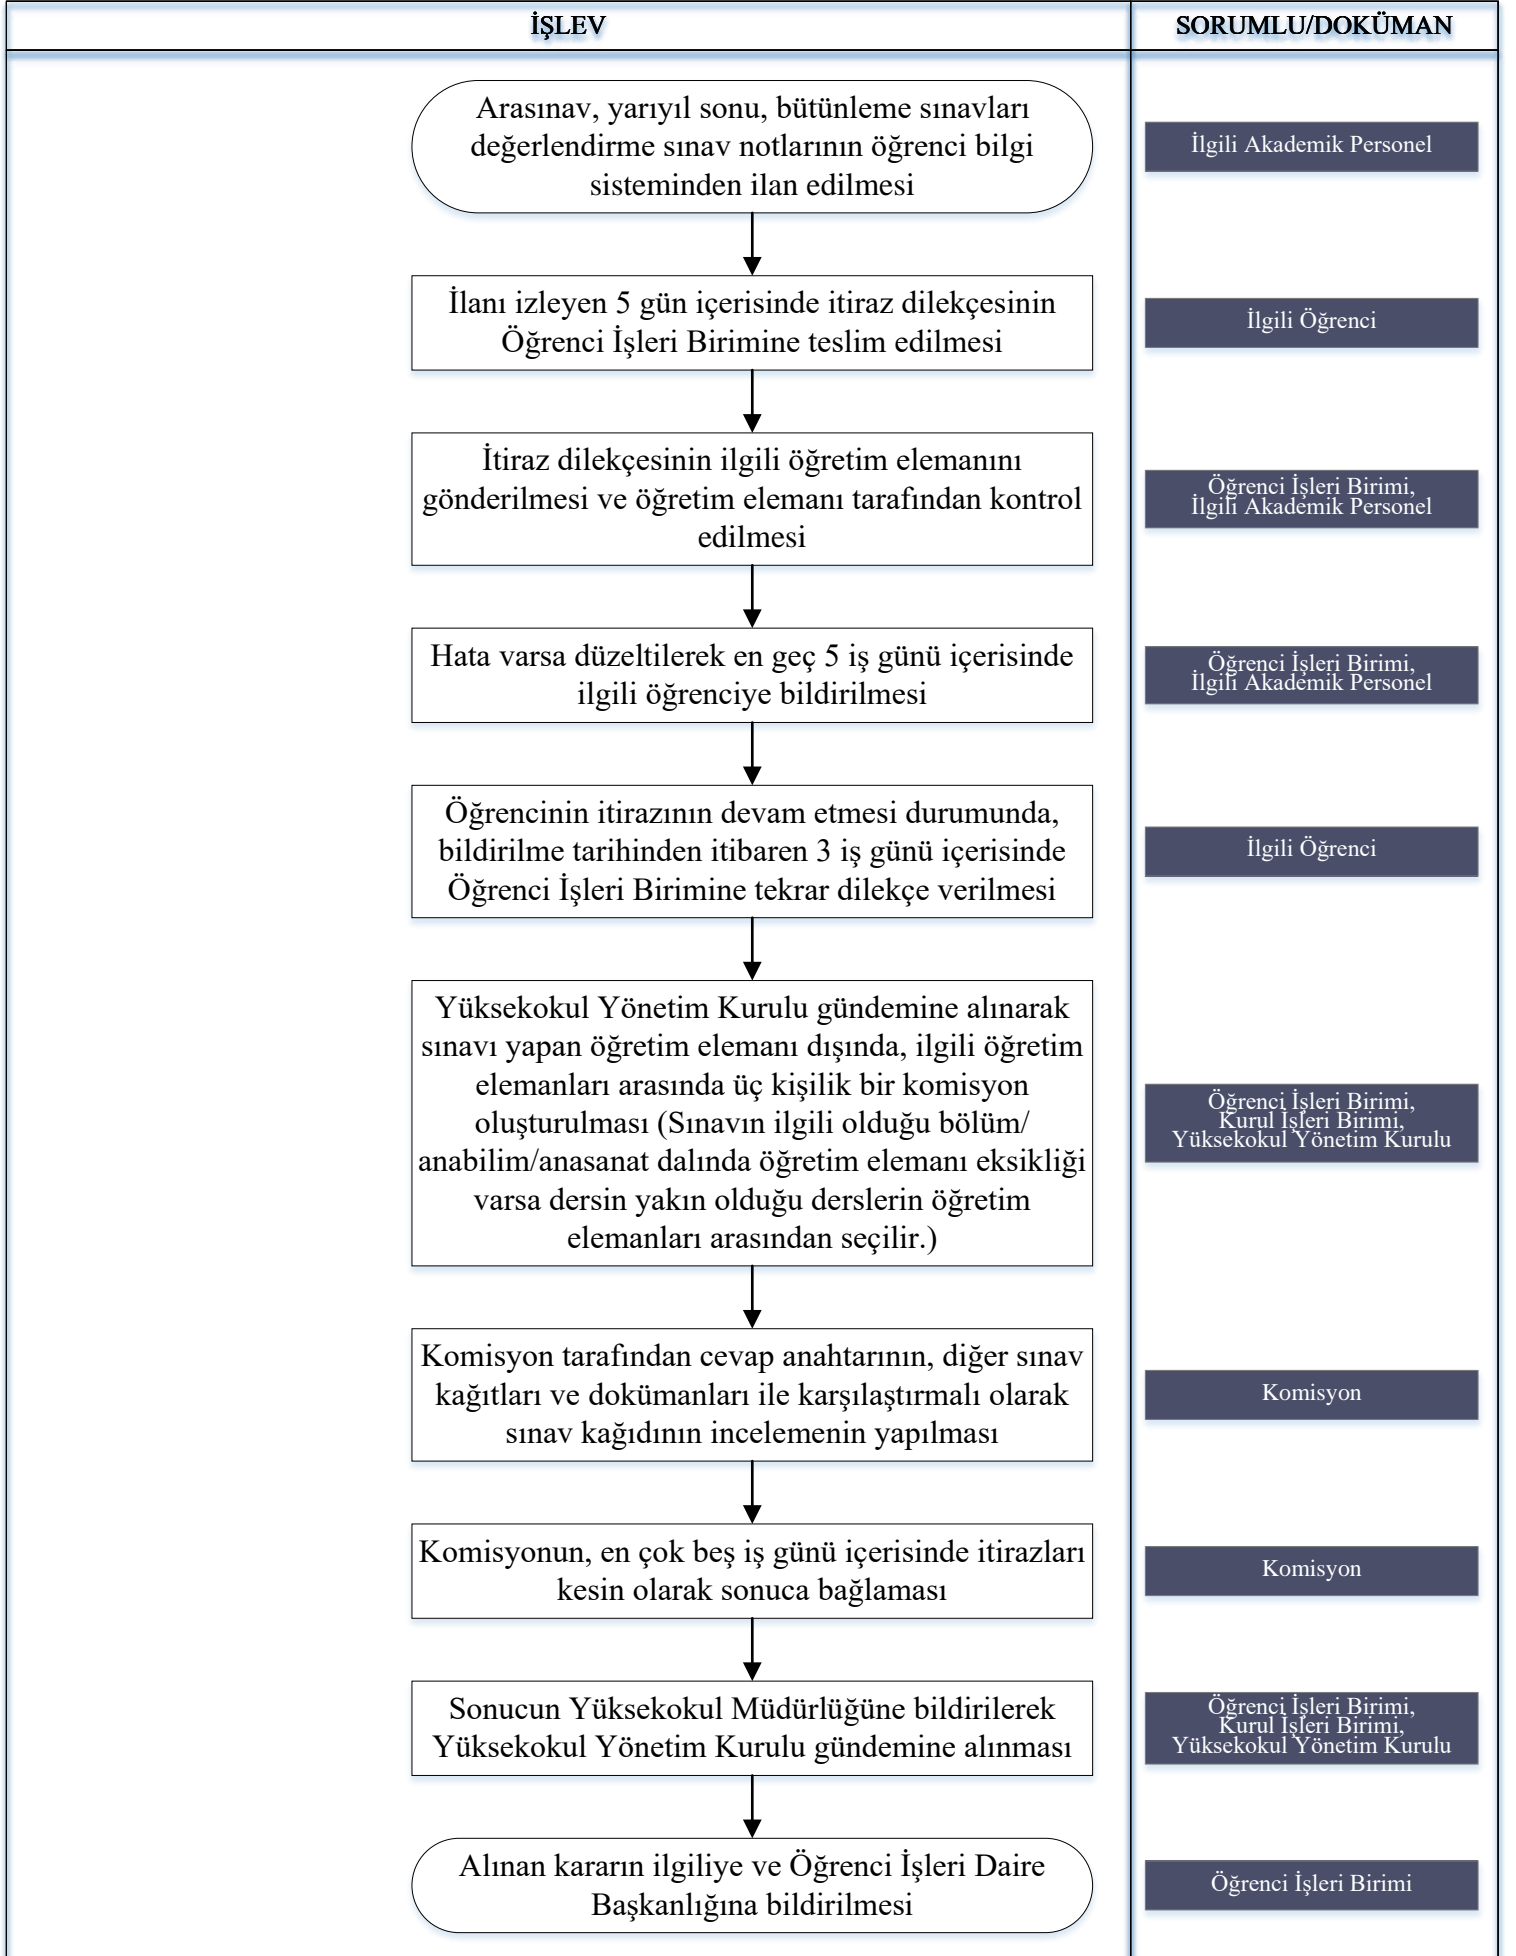 İŞLEV
SORUMLU/DOKÜMAN
Arasınav, yarıyıl sonu, bütünleme sınavları
değerlendirme sınav notlarının öğrenci bilgi
sisteminden ilan edilmesi
İlgili Akademik Personel
İlanı izleyen 5 gün içerisinde itiraz dilekçesinin
Öğrenci İşleri Birimine teslim edilmesi
İlgili Öğrenci
İtiraz dilekçesinin ilgili öğretim elemanını
gönderilmesi ve öğretim elemanı tarafından kontrol
edilmesi
Öğrenci İşleri Birimi,
İlgili Akademik Personel
Hata varsa düzeltilerek en geç 5 iş günü içerisinde
ilgili öğrenciye bildirilmesi
Öğrenci İşleri Birimi,
İlgili Akademik Personel
Öğrencinin itirazının devam etmesi durumunda,
bildirilme tarihinden itibaren 3 iş günü içerisinde
Öğrenci İşleri Birimine tekrar dilekçe verilmesi
İlgili Öğrenci
Yüksekokul Yönetim Kurulu gündemine alınarak
sınavı yapan öğretim elemanı dışında, ilgili öğretim
elemanları arasında üç kişilik bir komisyon
oluşturulması (Sınavın ilgili olduğu bölüm/
anabilim/anasanat dalında öğretim elemanı eksikliği
varsa dersin yakın olduğu derslerin öğretim
elemanları arasından seçilir.)
Öğrenci İşleri Birimi,
Kurul İşleri Birimi,
Yüksekokul Yönetim Kurulu
Komisyon tarafından cevap anahtarının, diğer sınav
kağıtları ve dokümanları ile karşılaştırmalı olarak
sınav kağıdının incelemenin yapılması
Komisyon
Komisyonun, en çok beş iş günü içerisinde itirazları
kesin olarak sonuca bağlaması
Komisyon
Sonucun Yüksekokul Müdürlüğüne bildirilerek
Yüksekokul Yönetim Kurulu gündemine alınması
Öğrenci İşleri Birimi,
Kurul İşleri Birimi,
Yüksekokul Yönetim Kurulu
Alınan kararın ilgiliye ve Öğrenci İşleri Daire
Başkanlığına bildirilmesi
Öğrenci İşleri Birimi